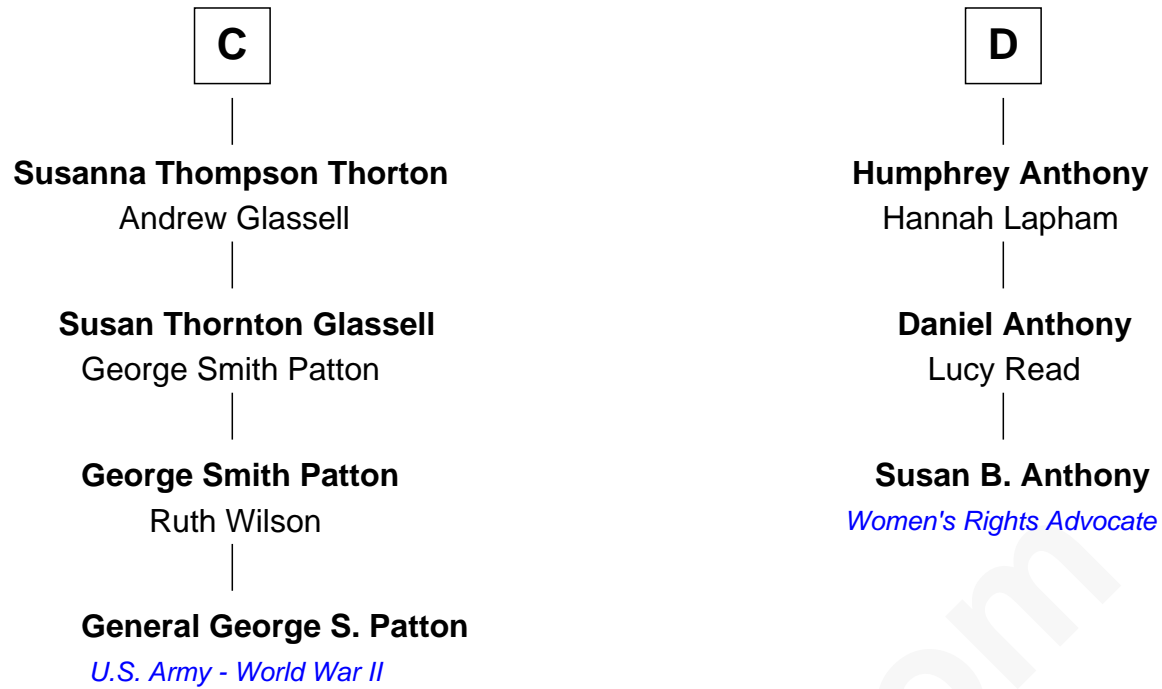 C
Susanna Thompson Thorton
Andrew Glassell
Susan Thornton Glassell
George Smith Patton
George Smith Patton
Ruth Wilson
General George S. Patton
U.S. Army - World War II
D
Humphrey Anthony
Hannah Lapham
Daniel Anthony
Lucy Read
Susan B. Anthony
Women's Rights Advocate
om